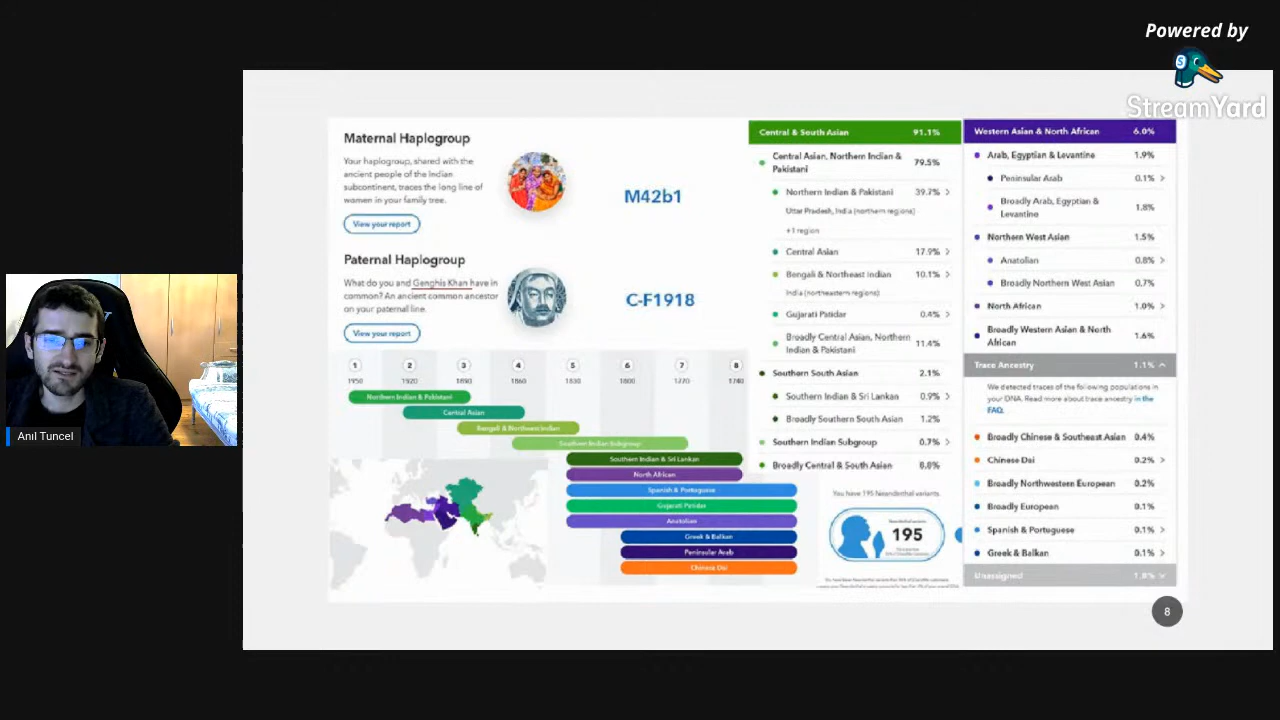 Powered by
StreamYard
Maternal Haplogroup
Your haplogroup, shared with the
ancient people of the Indian
subcontinent, traces the long line of
women in your family tree.
View your report
M42b1
Paternal Haplogroup
What do you and Genghis Khan have in
common? An ancient common ancestor
on your paternal line.
View your report
C-F1918
1 2 3 4 5 6 7 8
1950 1920 1890 1860 1830 1800 1770 1740
Northern Indian & Pakistani
Central Asian
Bengali & Northeast Indian
Southern Indian Subgroup
Southern Indian & Sri Lankan
North African
Spanish & Portuguese
Gujarati Patidar
Anatolian
Greek & Balkan
Peninsular Arab
Chinese Dai
Central & South Asian 91.1%
Central Asian, Northern Indian &
Pakistani 79.5%
Northern Indian & Pakistani 39.7%
Uttar Pradesh, India (northern regions)
+1 region
Central Asian 17.9%
Bengali & Northeast Indian 10.1%
India (northeastern regions)
Gujarati Patidar 0.4%
Broadly Central Asian, Northern
Indian & Pakistani 11.4%
Southern South Asian 2.1%
Southern Indian & Sri Lankan 0.9%
Broadly Southern South Asian 1.2%
Southern Indian Subgroup 0.7%
Broadly Central & South Asian 8.8%
You have 195 Neanderthal variants.
195
Western Asian & North African 6.0%
Arab, Egyptian & Levantine 1.9%
Peninsular Arab 0.1%
Broadly Arab, Egyptian &
Levantine 1.8%
Northern West Asian 1.5%
Anatolian 0.8%
Broadly Northern West Asian 0.7%
North African 1.0%
Broadly Western Asian & North
African 1.6%
Trace Ancestry 1.1%
We detected traces of the following populations in
your DNA. Read more about trace ancestry in the
FAQ.
Broadly Chinese & Southeast Asian 0.4%
Chinese Dai 0.2%
Broadly Northwestern European 0.2%
Broadly European 0.1%
Spanish & Portuguese 0.1%
Greek & Balkan 0.1%
Unassigned 1.8%
8
Anıl Tuncel